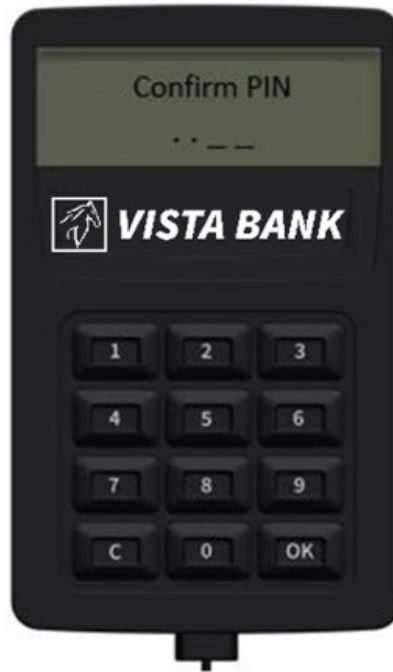 Confirm PIN
. . _ _
VISTA BANK
1 2 3
4 5 6
7 8 9
C 0 OK